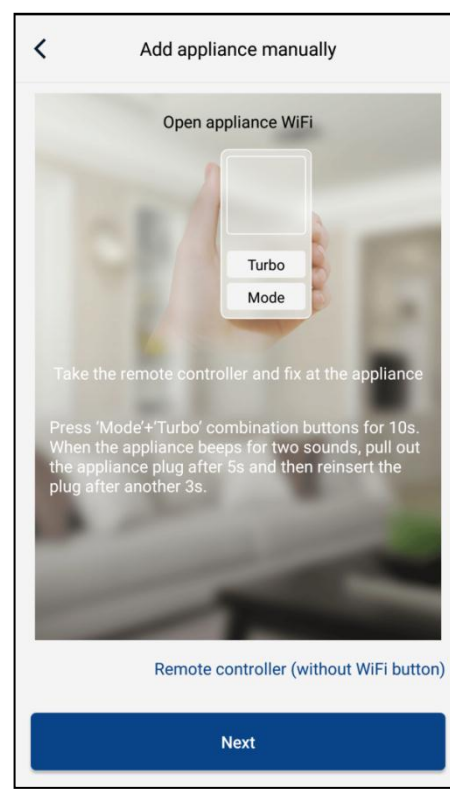 Add appliance manually
Open appliance WiFi
Turbo
Mode
Take the remote controller and fix at the appliance
Press 'Mode'+'Turbo' combination buttons for 10s.
When the appliance beeps for two sounds, pull out
the appliance plug after 5s and then reinsert the
plug after another 3s.
Remote controller (without WiFi button)
Next